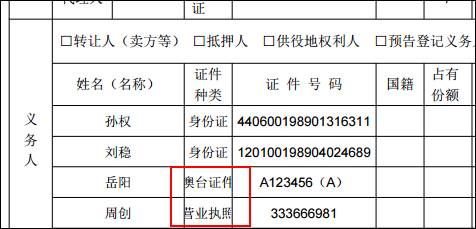 证
□转让人（卖方等） □抵押人 □供役地权利人 □预告登记义务
义务人
姓名（名称） 证件种类 证 件 号 码 国籍 占有份额
孙权 身份证 440600198901316311
刘稳 身份证 120100198904024689
岳阳 澳台证件 A123456（A）
周创 营业执照 333666981